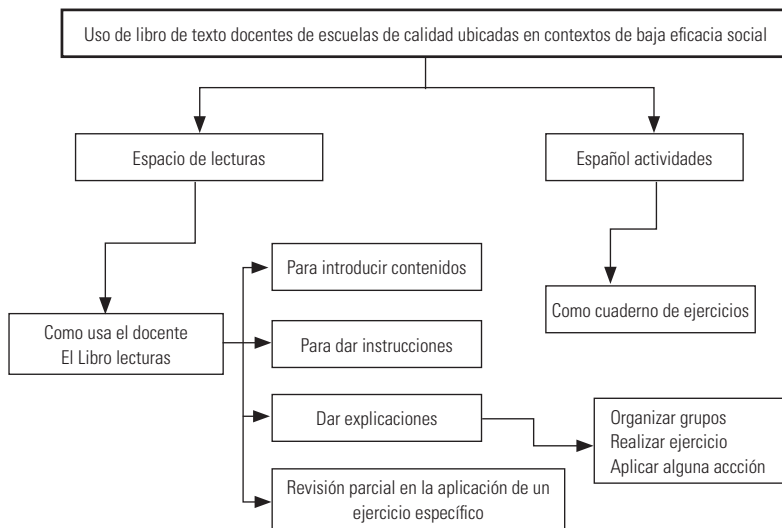 Uso de libro de texto docentes de escuelas de calidad ubicadas en contextos de baja eficacia social
Espacio de lecturas
Español actividades
Para introducir contenidos
Como cuaderno de ejercicios
Como usa el docente
El Libro lecturas
Para dar instrucciones
Dar explicaciones
Organizar grupos
Realizar ejercicio
Aplicar alguna accción
Revisión parcial en la aplicación de un
ejercicio específico